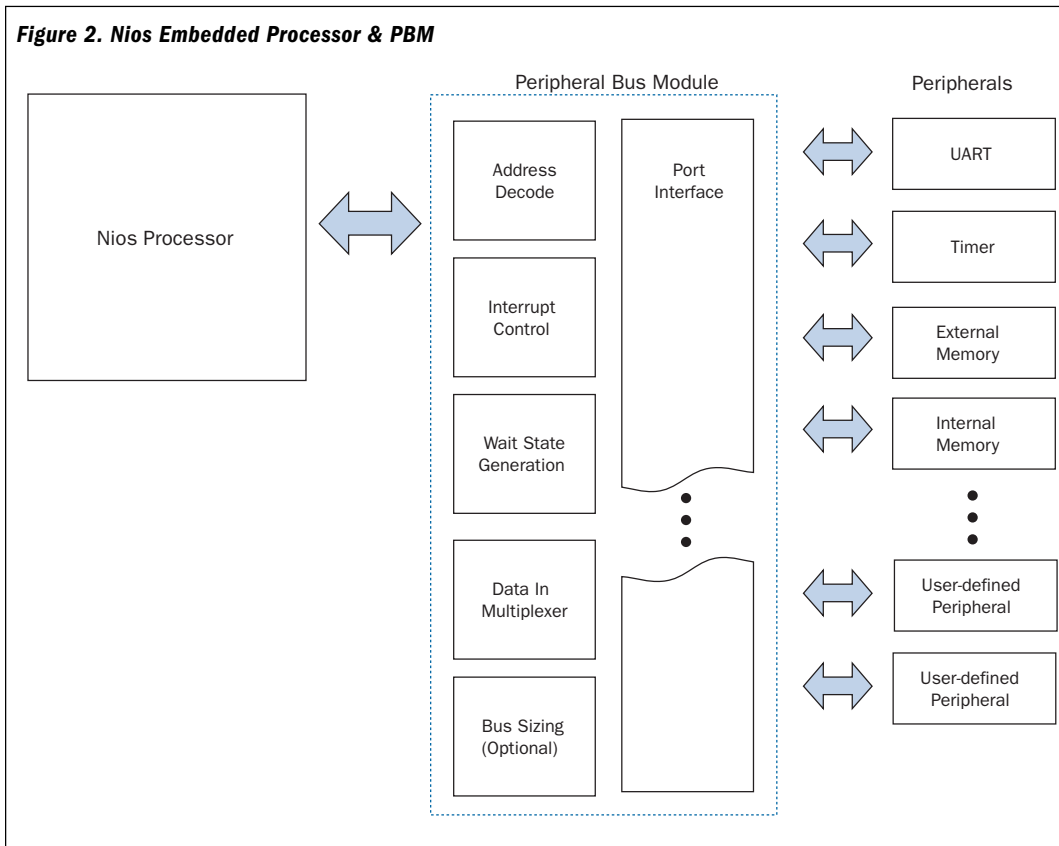 Figure 2. Nios Embedded Processor & PBM
Peripheral Bus Module
Peripherals
Nios Processor
Address
Decode
Interrupt
Control
Wait State
Generation
Data In
Multiplexer
Bus Sizing
(Optional)
Port
Interface
UART
Timer
External
Memory
Internal
Memory
User-defined
Peripheral
User-defined
Peripheral